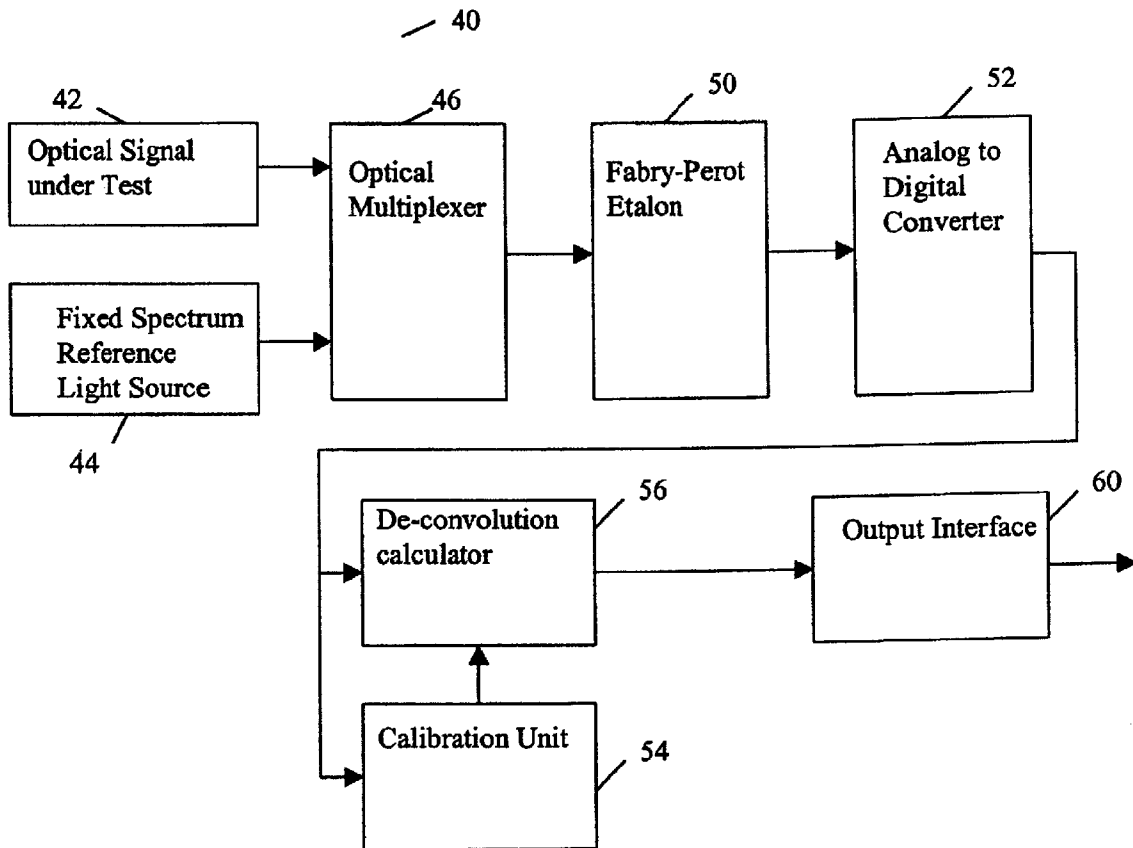 40
42
46
50
52
Optical Signal
under Test
Optical
Multiplexer
Fabry-Perot
Etalon
Analog to
Digital
Converter
Fixed Spectrum
Reference
Light Source
44
56
60
De-convolution
calculator
Output Interface
Calibration Unit
54